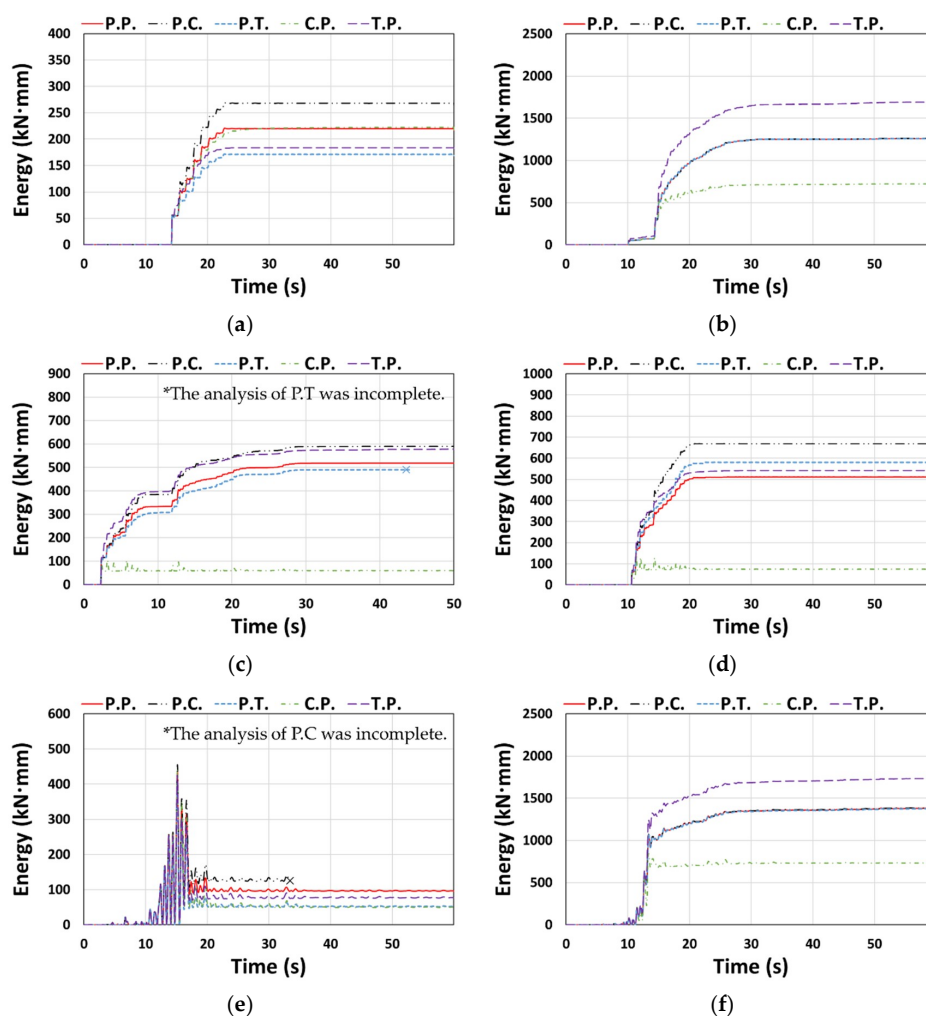 P.P. P.C. P.T. C.P. T.P.
400
350
300
250
200
150
100
50
0
Energy (kN·mm)
0 10 20 30 40 50
Time (s)
(a)
P.P. P.C. P.T. C.P. T.P.
2500
2000
1500
1000
500
0
Energy (kN·mm)
0 10 20 30 40 50
Time (s)
(b)
P.P. P.C. P.T. C.P. T.P.
*The analysis of P.T was incomplete.
900
800
700
600
500
400
300
200
100
0
Energy (kN·mm)
0 10 20 30 40 50
Time (s)
(c)
P.P. P.C. P.T. C.P. T.P.
1000
900
800
700
600
500
400
300
200
100
0
Energy (kN·mm)
0 10 20 30 40 50
Time (s)
(d)
P.P. P.C. P.T. C.P. T.P.
*The analysis of P.C was incomplete.
600
500
400
300
200
100
0
Energy (kN·mm)
0 10 20 30 40 50
Time (s)
(e)
P.P. P.C. P.T. C.P. T.P.
2500
2000
1500
1000
500
0
Energy (kN·mm)
0 10 20 30 40 50
Time (s)
(f)